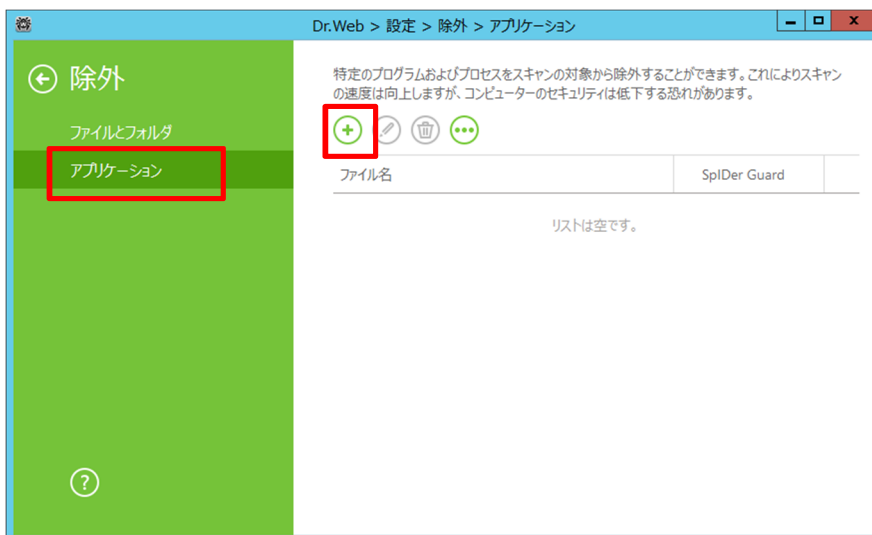 Dr.Web > 設定 > 除外 > アプリケーション
除外
ファイルとフォルダ
アプリケーション
特定のプログラムおよびプロセスをスキャンの対象から除外することができます。これによりスキャン
の速度は向上しますが、コンピューターのセキュリティは低下する恐れがあります。
ファイル名 SpIDer Guard
リストは空です。
?